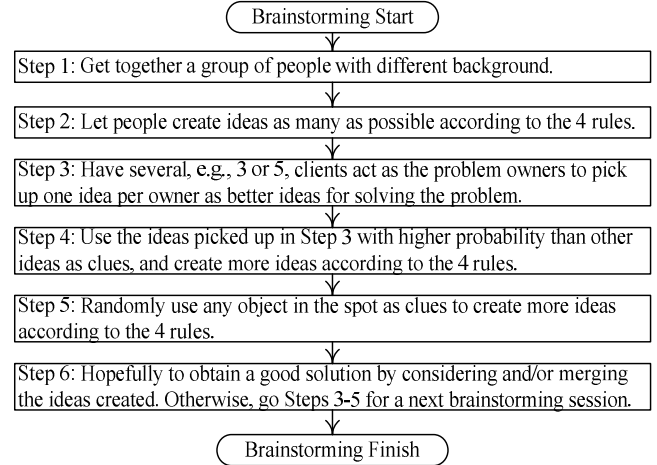 Brainstorming Start
Step 1: Get together a group of people with different background.
Step 2: Let people create ideas as many as possible according to the 4 rules.
Step 3: Have several, e.g., 3 or 5, clients act as the problem owners to pick
up one idea per owner as better ideas for solving the problem.
Step 4: Use the ideas picked up in Step 3 with higher probability than other
ideas as clues, and create more ideas according to the 4 rules.
Step 5: Randomly use any object in the spot as clues to create more ideas
according to the 4 rules.
Step 6: Hopefully to obtain a good solution by considering and/or merging
the ideas created. Otherwise, go Steps 3-5 for a next brainstorming session.
Brainstorming Finish